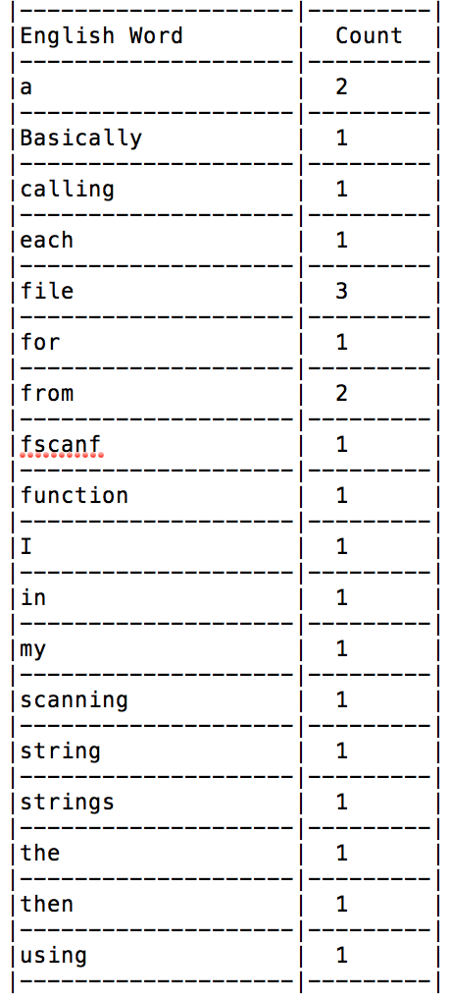 |--------------------|---------|
|English Word        |  Count  |
|--------------------|---------|
|a                   |  2      |
|--------------------|---------|
|Basically           |  1      |
|--------------------|---------|
|calling             |  1      |
|--------------------|---------|
|each                |  1      |
|--------------------|---------|
|file                |  3      |
|--------------------|---------|
|for                 |  1      |
|--------------------|---------|
|from                |  2      |
|--------------------|---------|
|fscanf              |  1      |
|--------------------|---------|
|function            |  1      |
|--------------------|---------|
|I                   |  1      |
|--------------------|---------|
|in                  |  1      |
|--------------------|---------|
|my                  |  1      |
|--------------------|---------|
|scanning            |  1      |
|--------------------|---------|
|string              |  1      |
|--------------------|---------|
|strings             |  1      |
|--------------------|---------|
|the                 |  1      |
|--------------------|---------|
|then                |  1      |
|--------------------|---------|
|using               |  1      |
|--------------------|---------|